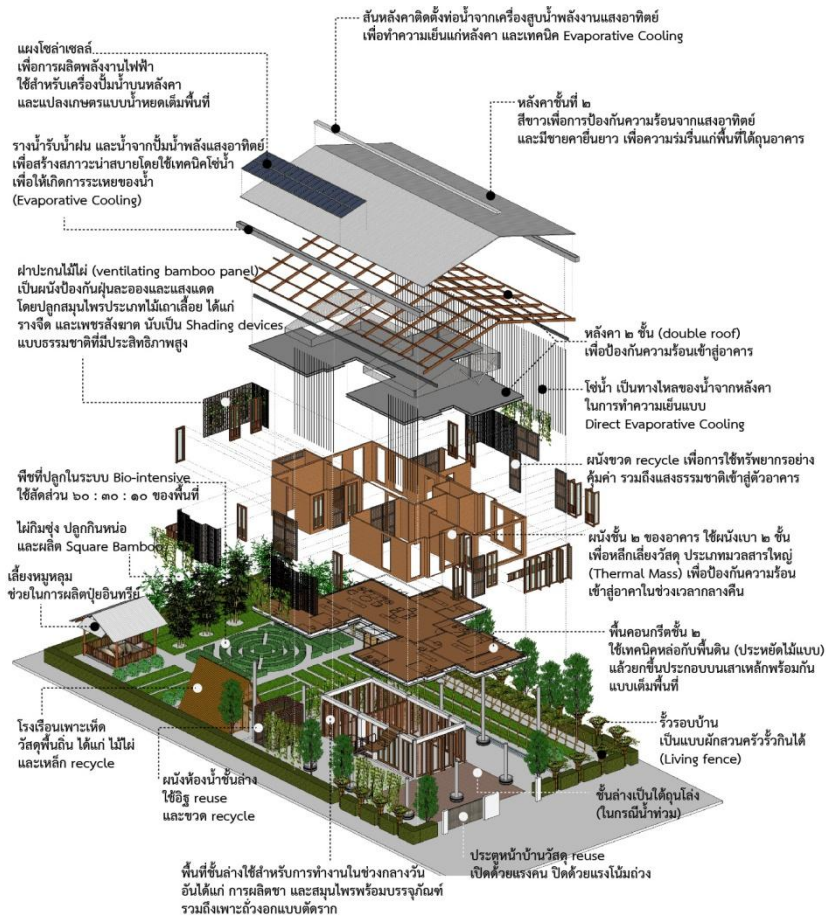 สันหลังคาติดตั้งท่อน้ำจากเครื่องสูบน้ำพลังงานแสงอาทิตย์
เพื่อทำความเย็นแก่หลังคา และเทคนิค Evaporative Cooling
แผงโซล่าเซลล์
เพื่อการผลิตพลังงานไฟฟ้า
ใช้สำหรับเครื่องปั้มน้ำบนหลังคา
และแปลงเกษตรแบบน้ำหยดเต็มพื้นที่
หลังคาชั้นที่ ๒
สีขาวเพื่อการป้องกันความร้อนจากแสงอาทิตย์
และมีชายคายื่นยาว เพื่อความร่มรื่นแก่พื้นที่ใต้ถุนอาคาร
รางน้ำรับน้ำฝน และน้ำจากปั้มน้ำพลังแสงอาทิตย์
เพื่อสร้างสภาวะน่าสบายโดยใช้เทคนิคโซ่น้ำ
เพื่อให้เกิดการระเหยของน้ำ
(Evaporative Cooling)
ฝาปะกนไม้ไผ่ (ventilating bamboo panel)
เป็นผนังป้องกันฝุ่นละอองและแสงแดด
โดยปลูกสมุนไพรประเภทไม้เถาเลื้อย ได้แก่
รางจืด และเพชรสังฆาต นับเป็น Shading devices
แบบธรรมชาติที่มีประสิทธิภาพสูง
หลังคา ๒ ชั้น (double roof)
เพื่อป้องกันความร้อนเข้าสู่อาคาร
โซ่น้ำ เป็นทางไหลของน้ำจากหลังคา
ในการทำความเย็นแบบ
Direct Evaporative Cooling
ผนังขวด recycle เพื่อการใช้ทรัพยากรอย่าง
คุ้มค่า รวมถึงแสงธรรมชาติเข้าสู่ตัวอาคาร
พืชที่ปลูกในระบบ Bio-intensive
ใช้สัดส่วน ๖๐ : ๓๐ : ๑๐ ของพื้นที่
ไผ่กิมซุ่ง ปลูกกินหน่อ
และผลิต Square Bamboo
ผนังชั้น ๒ ของอาคาร ใช้ผนังเบา ๒ ชั้น
เพื่อหลีกเลี่ยงวัสดุ ประเภทมวลสารใหญ่
(Thermal Mass) เพื่อป้องกันความร้อน
เข้าสู่อาคาในช่วงเวลากลางคืน
เลี้ยงหมูหลุม
ช่วยในการผลิตปุ๋ยอินทรีย์
พื้นคอนกรีตชั้น ๒
ใช้เทคนิคหล่อกับพื้นดิน (ประหยัดไม้แบบ)
แล้วยกขึ้นประกอบบนเสาเหล็กพร้อมกัน
แบบเต็มพื้นที่
โรงเรือนเพาะเห็ด
วัสดุพื้นถิ่น ได้แก่ ไม้ไผ่
และเหล็ก recycle
รั้วรอบบ้าน
เป็นแบบผักสวนครัวรั้วกินได้
(Living fence)
ผนังห้องน้ำชั้นล่าง
ใช้อิฐ reuse
และขวด recycle
ชั้นล่างเป็นใต้ถุนโล่ง
(ในกรณีน้ำท่วม)
ประตูหน้าบ้านวัสดุ reuse
เปิดด้วยแรงคน ปิดด้วยแรงโน้มถ่วง
พื้นที่ชั้นล่างใช้สำหรับการทำงานในช่วงกลางวัน
อันได้แก่ การผลิตชา และสมุนไพรพร้อมบรรจุภัณฑ์
รวมถึงเพาะถั่วงอกแบบตัดราก